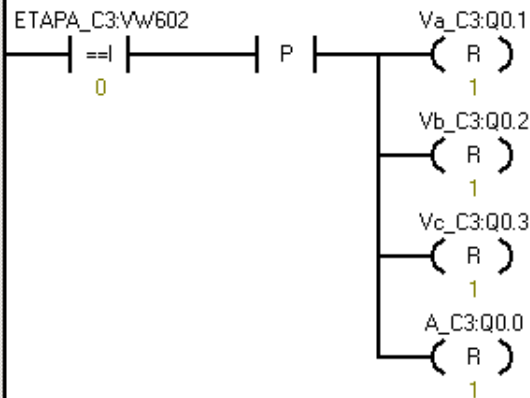 ETAPA_C3:VW602 Va_C3:Q0.1
==I P R
0 1
Vb_C3:Q0.2
R
1
Vc_C3:Q0.3
R
1
A_C3:Q0.0
R
1